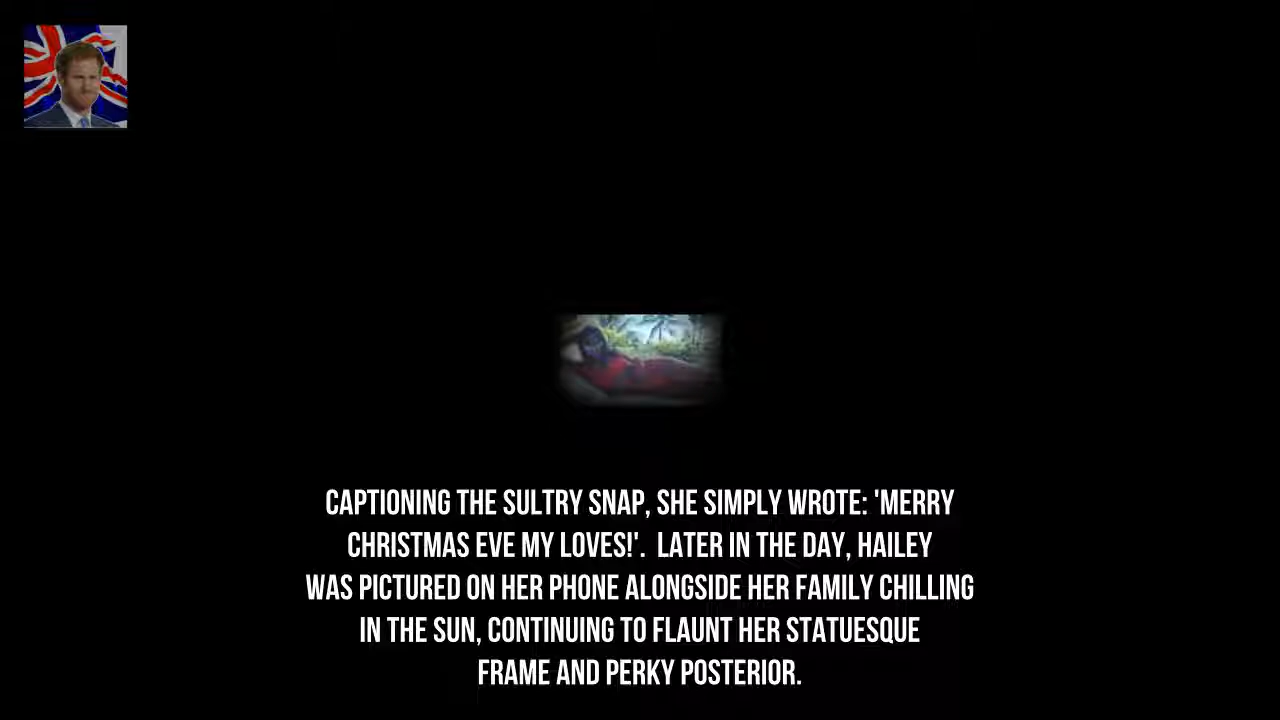 CAPTIONING THE SULTRY SNAP, SHE SIMPLY WROTE: 'MERRY
CHRISTMAS EVE MY LOVES!'.  LATER IN THE DAY, HAILEY
WAS PICTURED ON HER PHONE ALONGSIDE HER FAMILY CHILLING
IN THE SUN, CONTINUING TO FLAUNT HER STATUESQUE
FRAME AND PERKY POSTERIOR.